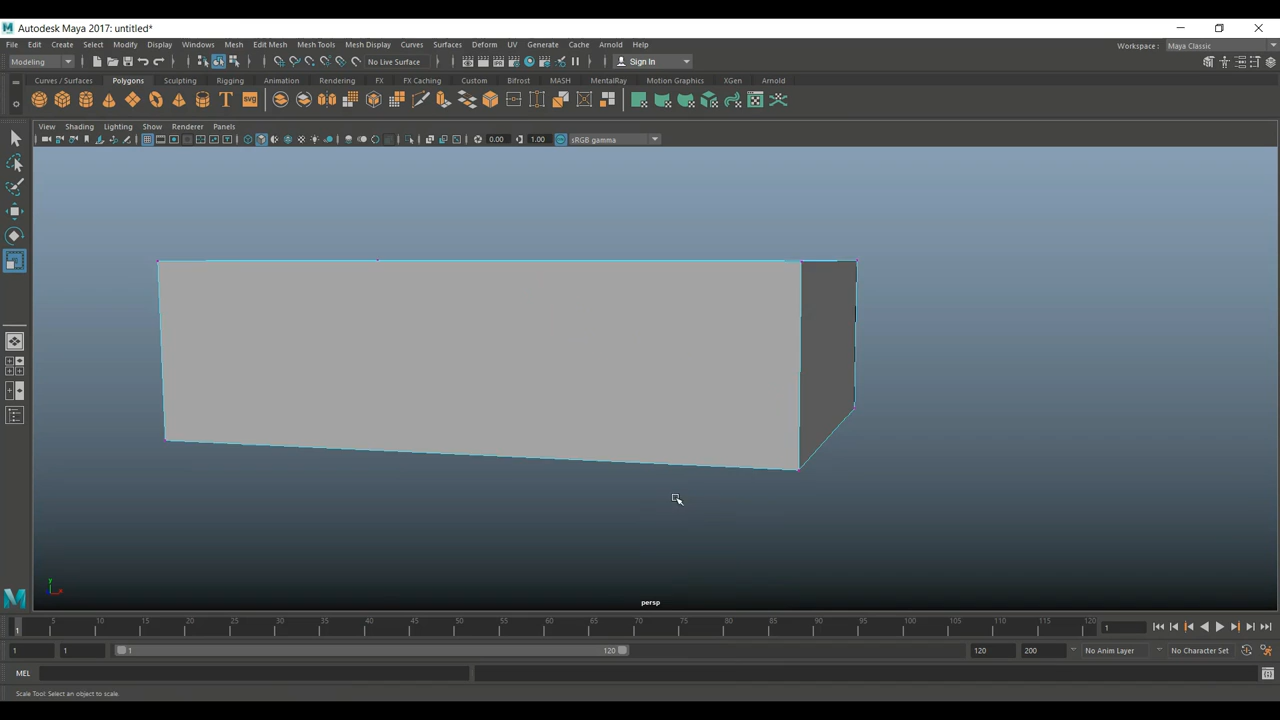 Autodesk Maya 2017: untitled*
File Edit Create Select Modify Display Windows Mesh Edit Mesh Mesh Tools Mesh Display Curves Surfaces Deform UV Generate Cache Arnold Help Workspace : Maya Classic
Modeling No Live Surface Sign In
Curves / Surfaces Polygons Sculpting Rigging Animation Rendering FX FX Caching Custom Bifrost MASH MentalRay Motion Graphics XGen Arnold
T SVG
View Shading Lighting Show Renderer Panels
0.00 1.00 sRGB gamma
y
x
persp
5 10 15 20 25 30 35 40 45 50 55 60 65 70 75 80 85 90 95 100 105 110 115 120
1 1
1 1 1 120 120 200 No Anim Layer No Character Set
MEL
Scale Tool: Select an object to scale.